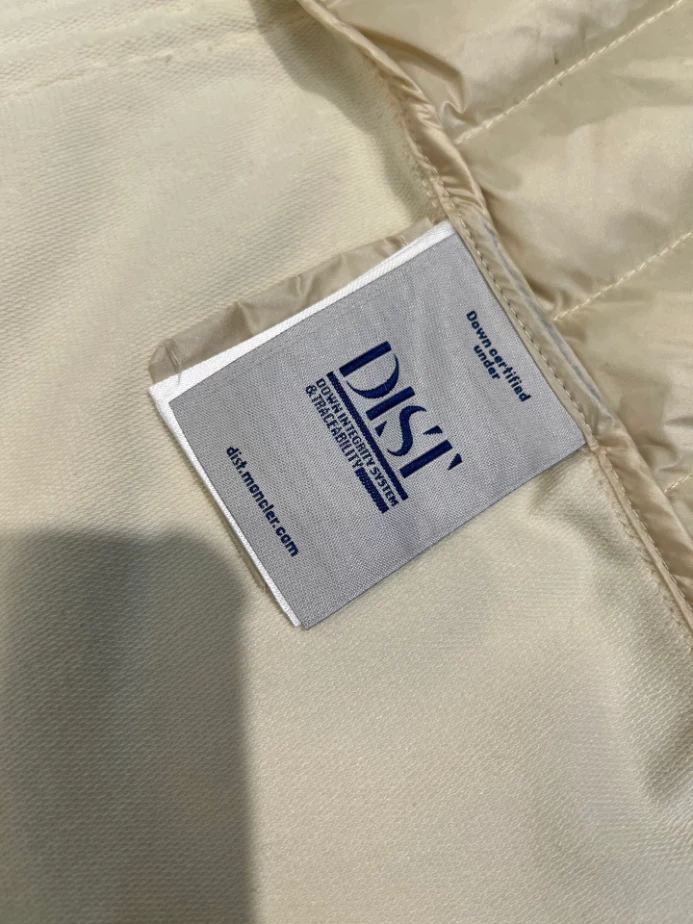 Down certified
under
DIST
DOWN INTEGRITY SYSTEM
& TRACEABILITY
dist.moncler.com